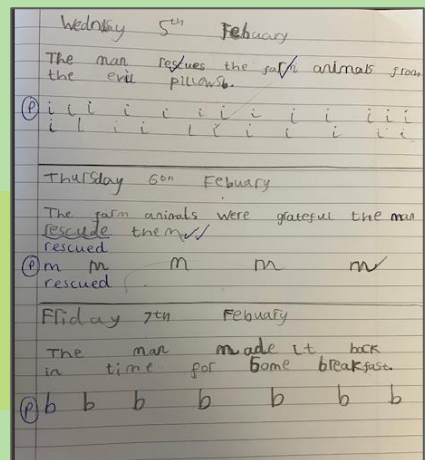 Wednsday 5th Febuary
The man rescues the farm animals from
the evil pillows.
P i i i i i i i i i i i i i
i i i i i i i i i i i
Thursday 6th Febuary
The farm animals were grateful the man
rescude them
rescued
P m m m m m
rescued
Friday 7th Febuary
The man made it back
in time for some breakfast.
P b b b b b b b